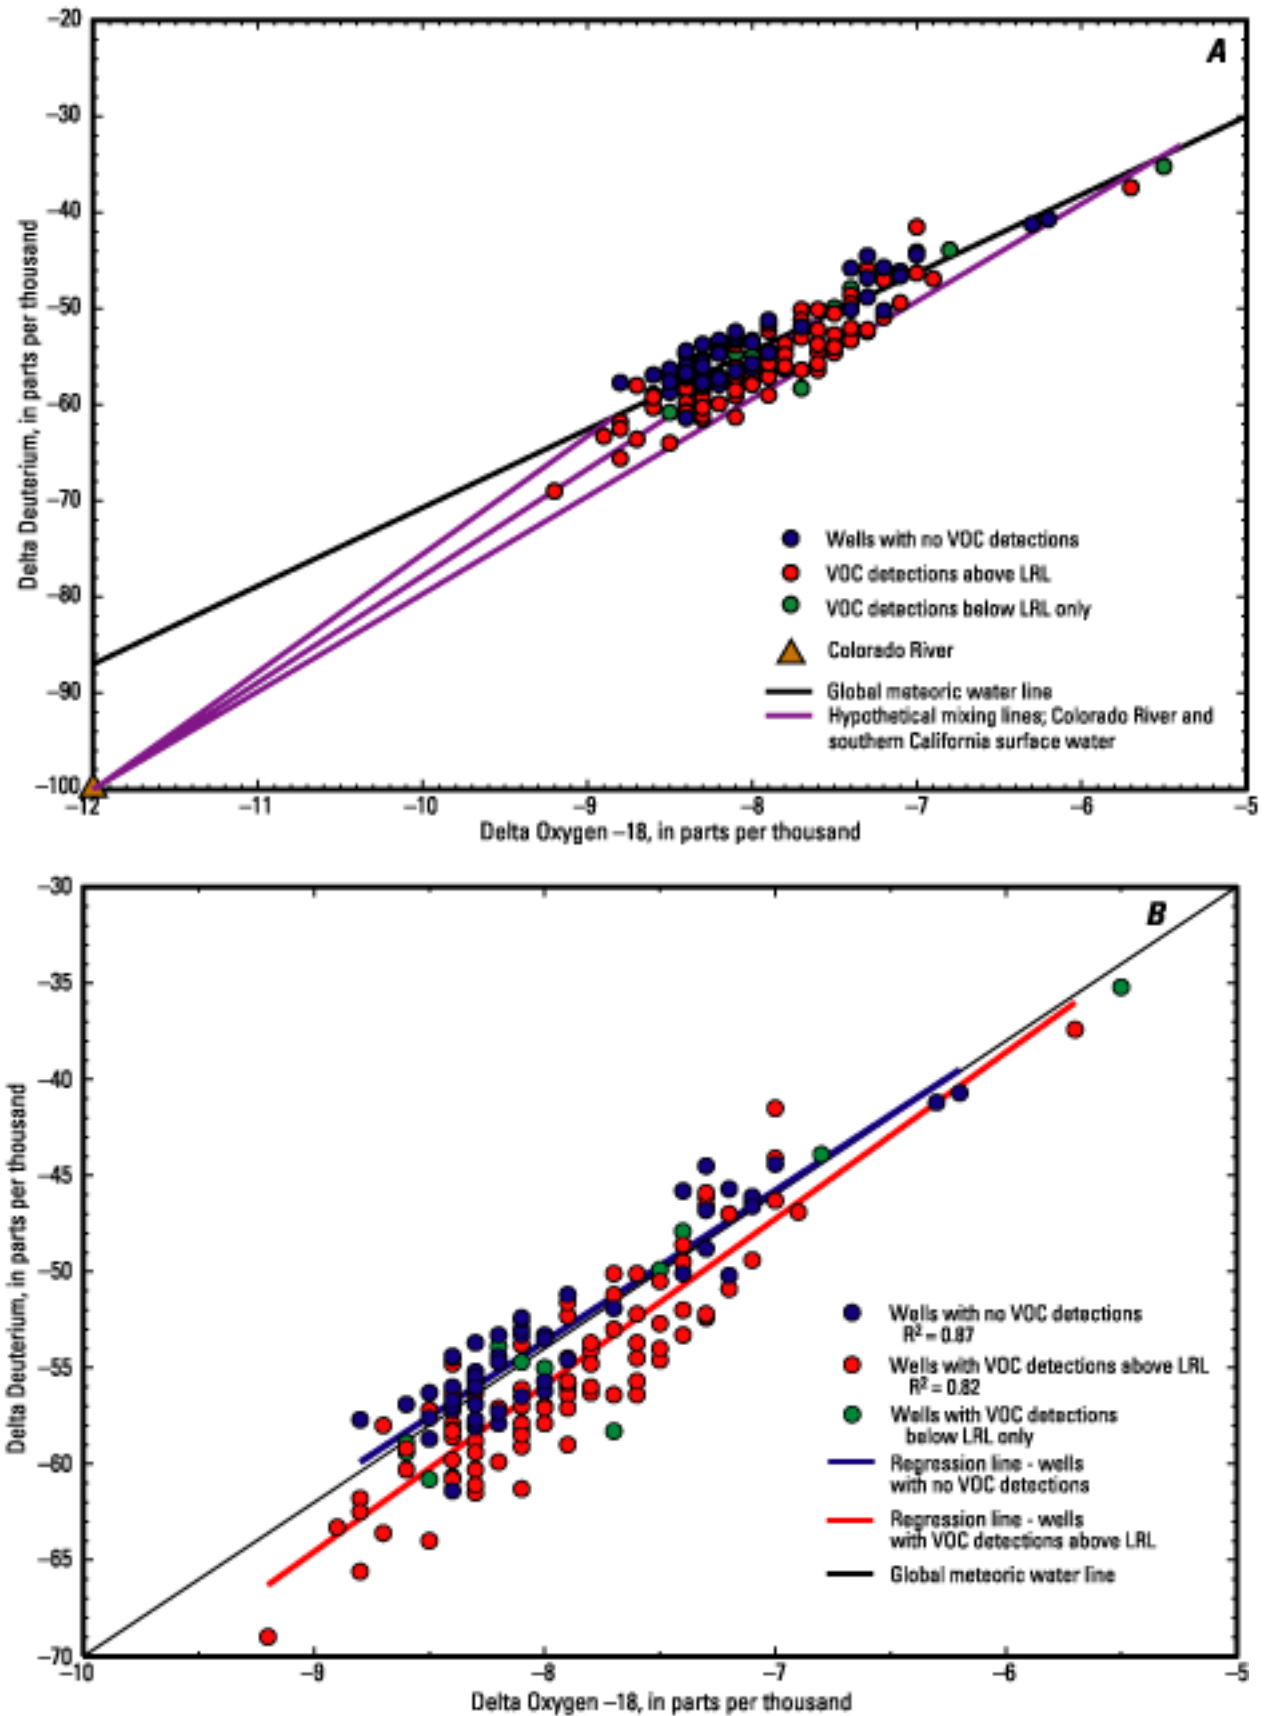 A
–20
–30
–40
–50
–60
–70
–80
–90
–100
Delta Deuterium, in parts per thousand
Wells with no VOC detections
VOC detections above LRL
VOC detections below LRL only
Colorado River
Global meteoric water line
Hypothetical mixing lines; Colorado River and
southern California surface water
–12 –11 –10 –9 –8 –7 –6 –5
Delta Oxygen –18, in parts per thousand
B
–30
–35
–40
–45
–50
–55
–60
–65
–70
Delta Deuterium, in parts per thousand
Wells with no VOC detections
R² = 0.87
Wells with VOC detections above LRL
R² = 0.82
Wells with VOC detections
below LRL only
Regression line - wells
with no VOC detections
Regression line - wells
with VOC detections above LRL
Global meteoric water line
–10 –9 –8 –7 –6 –5
Delta Oxygen –18, in parts per thousand